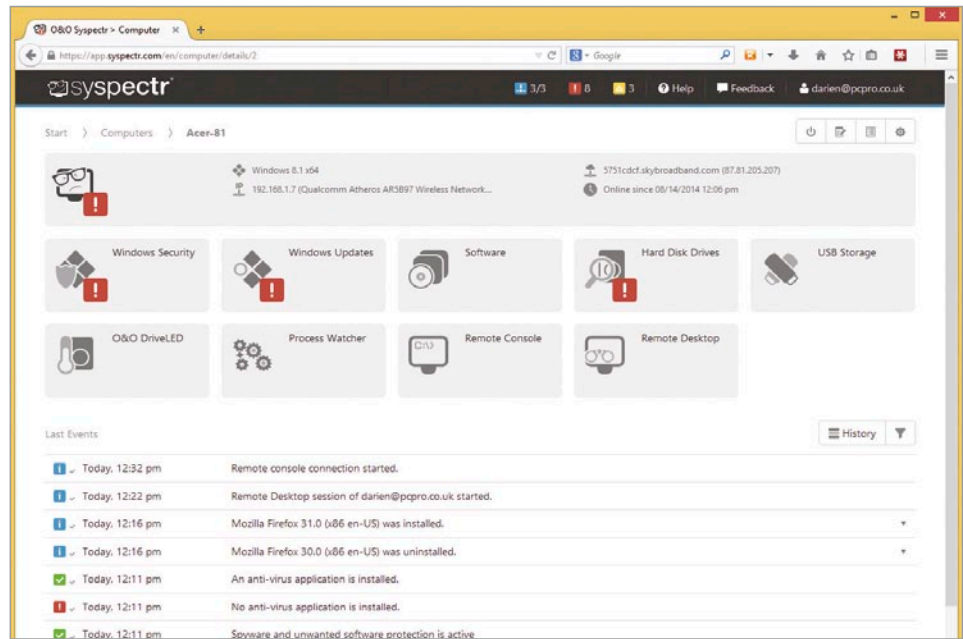 O&O Syspectr > Computer
https://app.syspectr.com/en/computer/details/2
Google
syspectr
3/3 8 3 Help Feedback darien@pcpro.co.uk
Start > Computers > Acer-81
Windows 8.1 x64
5751cdcf.skybroadband.com (87.81.205.207)
192.168.1.7 (Qualcomm Atheros AR5B97 Wireless Network...
Online since 08/14/2014 12:06 pm
Windows Security
Windows Updates
Software
Hard Disk Drives
USB Storage
O&O DriveLED
Process Watcher
C:\)
Remote Console
Remote Desktop
Last Events
History
Today, 12:32 pm Remote console connection started.
Today, 12:22 pm Remote Desktop session of darien@pcpro.co.uk started.
Today, 12:16 pm Mozilla Firefox 31.0 (x86 en-US) was installed.
Today, 12:16 pm Mozilla Firefox 30.0 (x86 en-US) was uninstalled.
Today, 12:11 pm An anti-virus application is installed.
Today, 12:11 pm No anti-virus application is installed.
Today, 12:11 pm Spyware and unwanted software protection is active